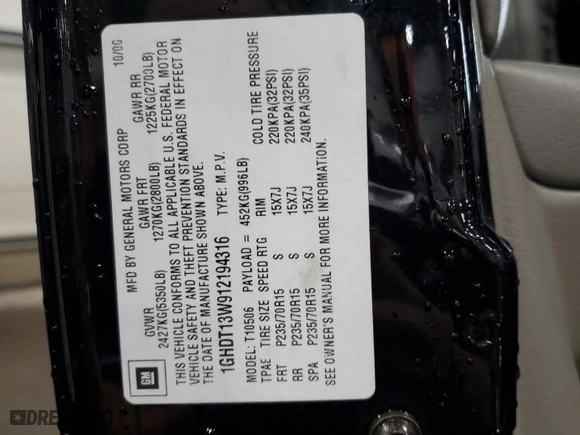 MFD BY GENERAL MOTORS CORP 10/00
GVWR GAWR FRT GAWR RR
2427KG(5350LB) 1270KG(2800LB) 1225KG(2700LB)
THIS VEHICLE CONFORMS TO ALL APPLICABLE U.S. FEDERAL MOTOR
VEHICLE SAFETY AND THEFT PREVENTION STANDARDS IN EFFECT ON
THE DATE OF MANUFACTURE SHOWN ABOVE.
1GHDT13W912194316 TYPE: M.P.V.
MODEL: T10506 PAYLOAD = 452KG(996LB)
TPAE TIRE SIZE SPEED RTG RIM COLD TIRE PRESSURE
FRT P235/70R15 S 15X7J 220KPA(32PSI)
RR P235/70R15 S 15X7J 220KPA(32PSI)
SPA P235/70R15 S 15X7J 240KPA(35PSI)
SEE OWNER'S MANUAL FOR MORE INFORMATION.
GM